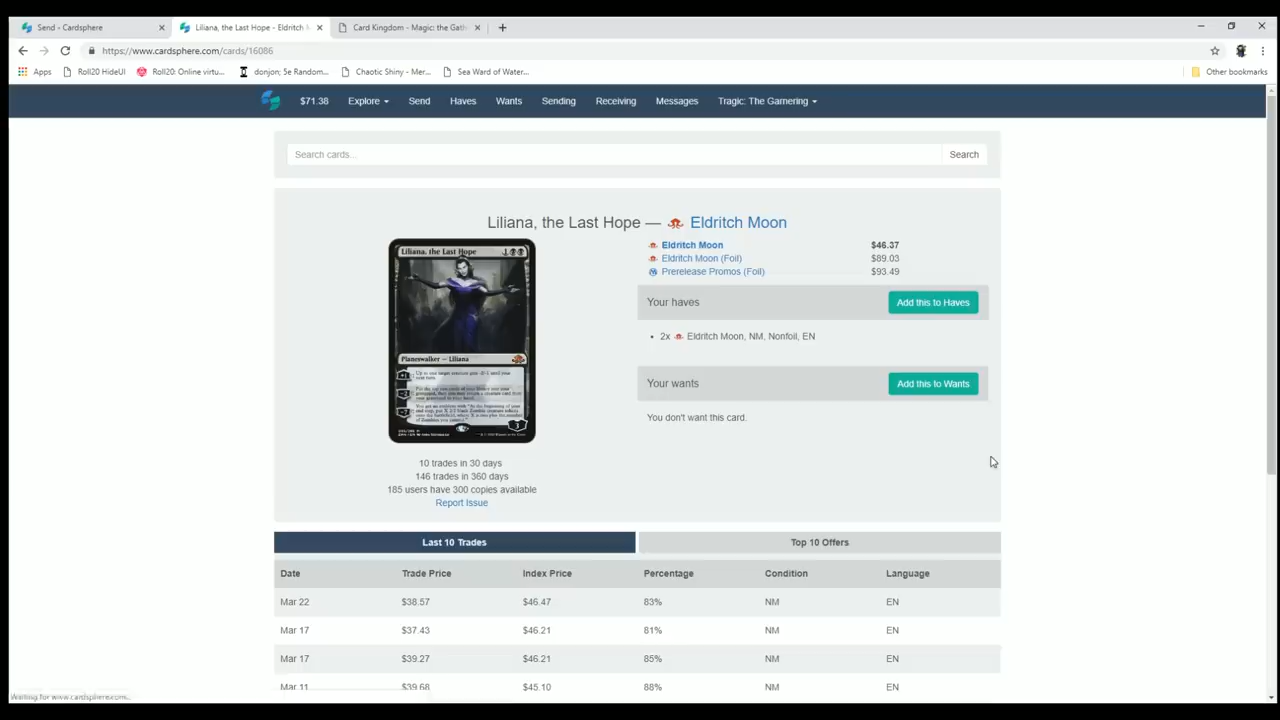 Send - Cardsphere
Liliana, the Last Hope - Eldritch M
Card Kingdom - Magic: the Gath
https://www.cardsphere.com/cards/16086
Apps Roll20 HideUI Roll20: Online virtu... donjon; 5e Random... Chaotic Shiny - Mer... Sea Ward of Water... Other bookmarks
$71.38 Explore Send Haves Wants Sending Receiving Messages Tragic: The Garnering
Search cards... Search
Liliana, the Last Hope — Eldritch Moon
Liliana, the Last Hope
Planeswalker — Liliana
Eldritch Moon $46.37
Eldritch Moon (Foil) $89.03
Prerelease Promos (Foil) $93.49
Your haves Add this to Haves
• 2x Eldritch Moon, NM, Nonfoil, EN
Your wants Add this to Wants
You don't want this card.
10 trades in 30 days
146 trades in 360 days
185 users have 300 copies available
Report Issue
Last 10 Trades Top 10 Offers
Date Trade Price Index Price Percentage Condition Language
Mar 22 $38.57 $46.47 83% NM EN
Mar 17 $37.43 $46.21 81% NM EN
Mar 17 $39.27 $46.21 85% NM EN
Mar 11 $39.68 $45.10 88% NM EN
Waiting for www.cardsphere.com...